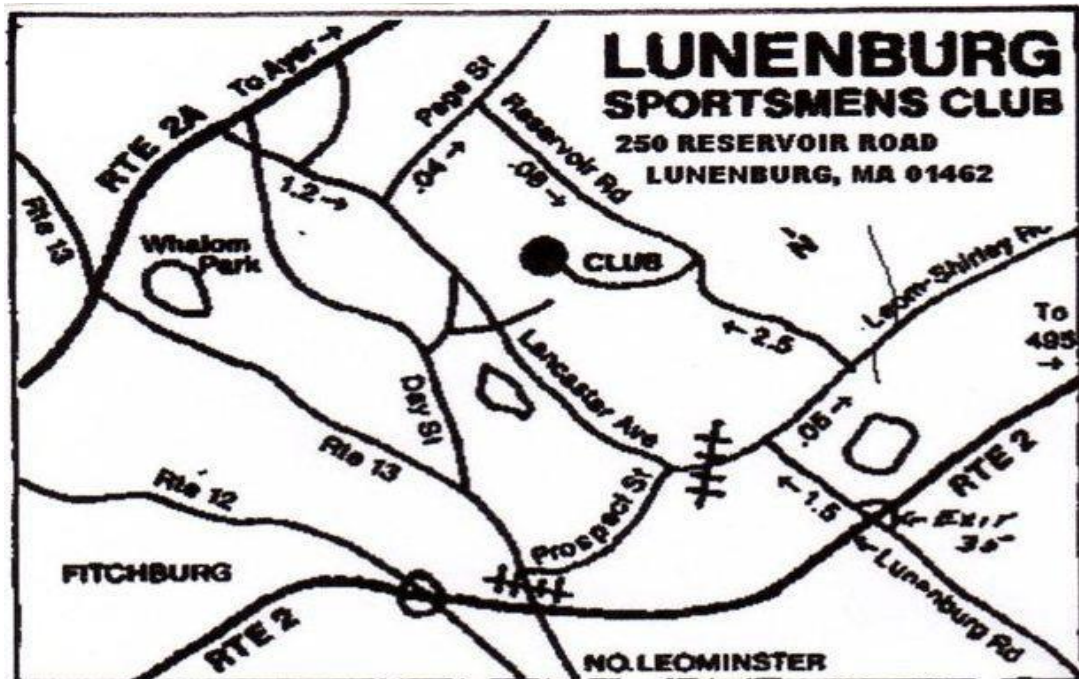 LUNENBURG
SPORTSMENS CLUB
250 RESERVOIR ROAD
LUNENBURG, MA 01462
To Ayer →
RTE 2A
Page St
Reservoir Rd
.04 →
.08 →
1.2 →
Rte 13
Whalom
Park
CLUB
N
Leom-Shirley
To
495
→
← 2.5
Lancaster Ave
Day St
.05 →
RTE 2
Rte 13
Rte 12
Prospect St
← 1.5
← EXIT
35
← Lunenburg Rd
FITCHBURG
RTE 2
NO. LEOMINSTER